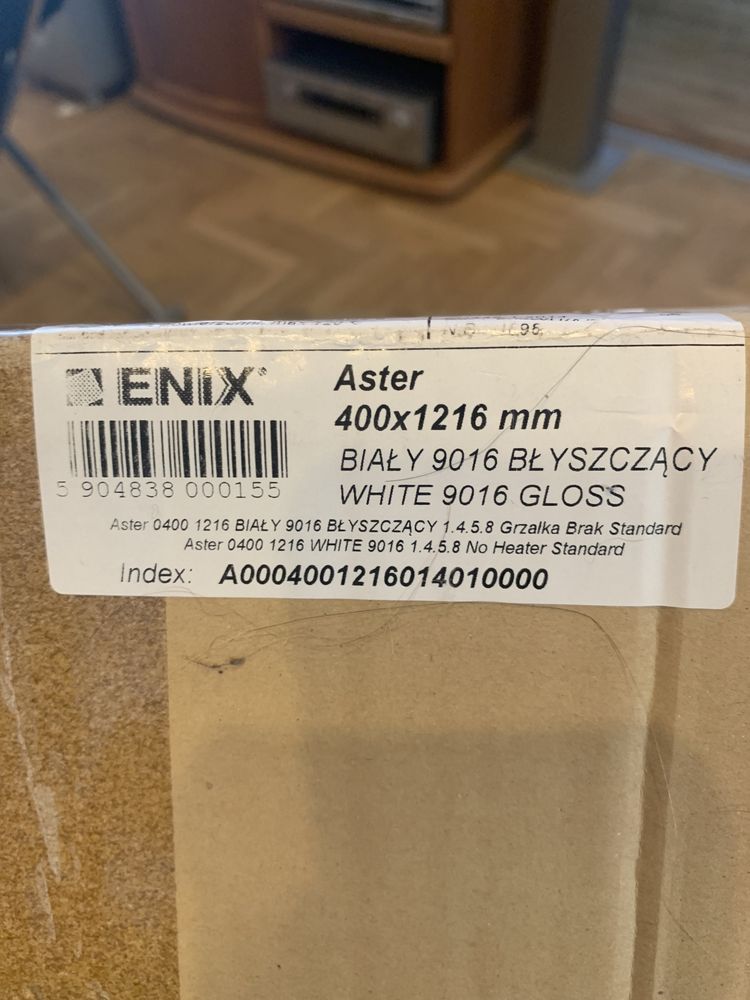 95
ENIX
Aster
400x1216 mm
BIAŁY 9016 BŁYSZCZĄCY
WHITE 9016 GLOSS
5 904838 000155
Aster 0400 1216 BIAŁY 9016 BŁYSZCZĄCY 1.4.5.8 Grzałka Brak Standard
Aster 0400 1216 WHITE 9016 1.4.5.8 No Heater Standard
Index: A0004001216014010000